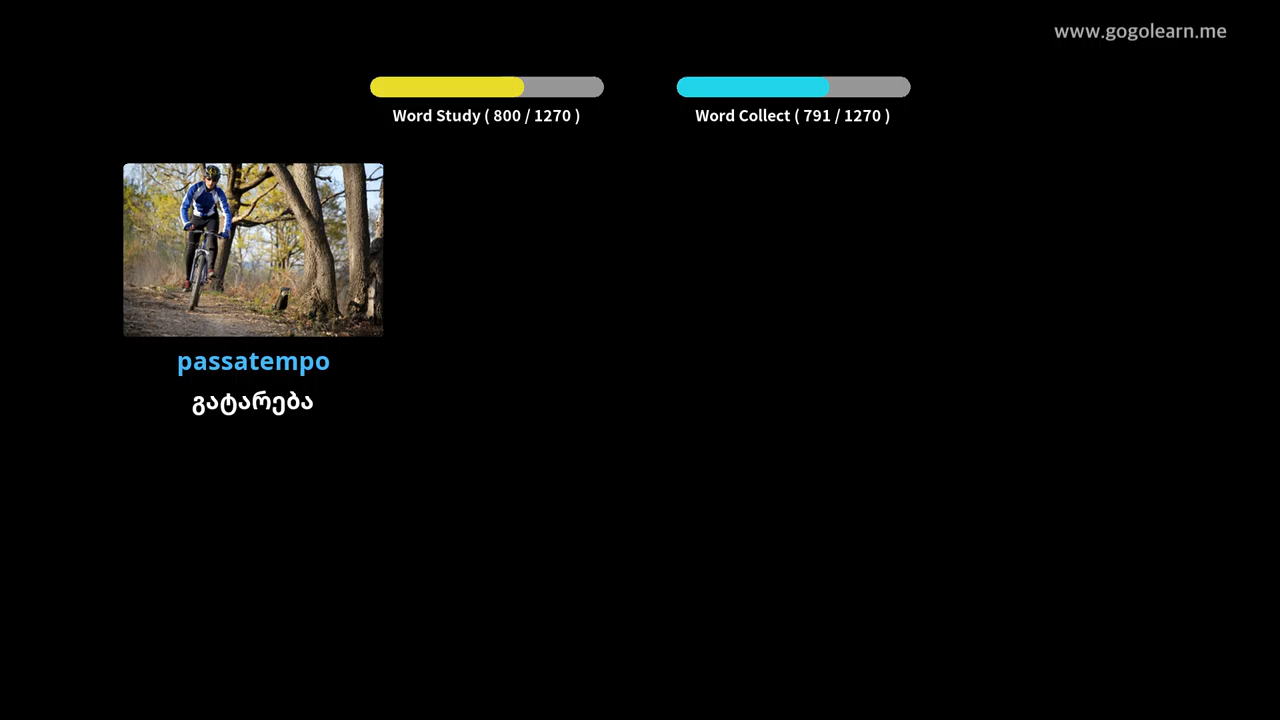 www.gogolearn.me
Word Study ( 800 / 1270 )
Word Collect ( 791 / 1270 )
passatempo
გატარება